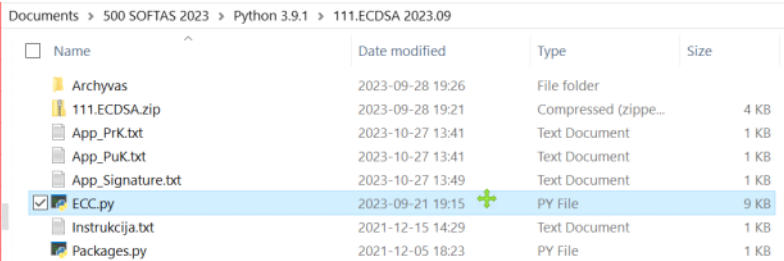 Documents > 500 SOFTAS 2023 > Python 3.9.1 > 111.ECDSA 2023.09
Name Date modified Type Size
Archyvas 2023-09-28 19:26 File folder
111.ECDSA.zip 2023-09-28 19:21 Compressed (zippe... 4 KB
App_PrK.txt 2023-10-27 13:41 Text Document 1 KB
App_PuK.txt 2023-10-27 13:41 Text Document 1 KB
App_Signature.txt 2023-10-27 13:49 Text Document 1 KB
ECC.py 2023-09-21 19:15 PY File 9 KB
Instrukcija.txt 2021-12-15 14:29 Text Document 1 KB
Packages.py 2021-12-05 18:23 PY File 1 KB